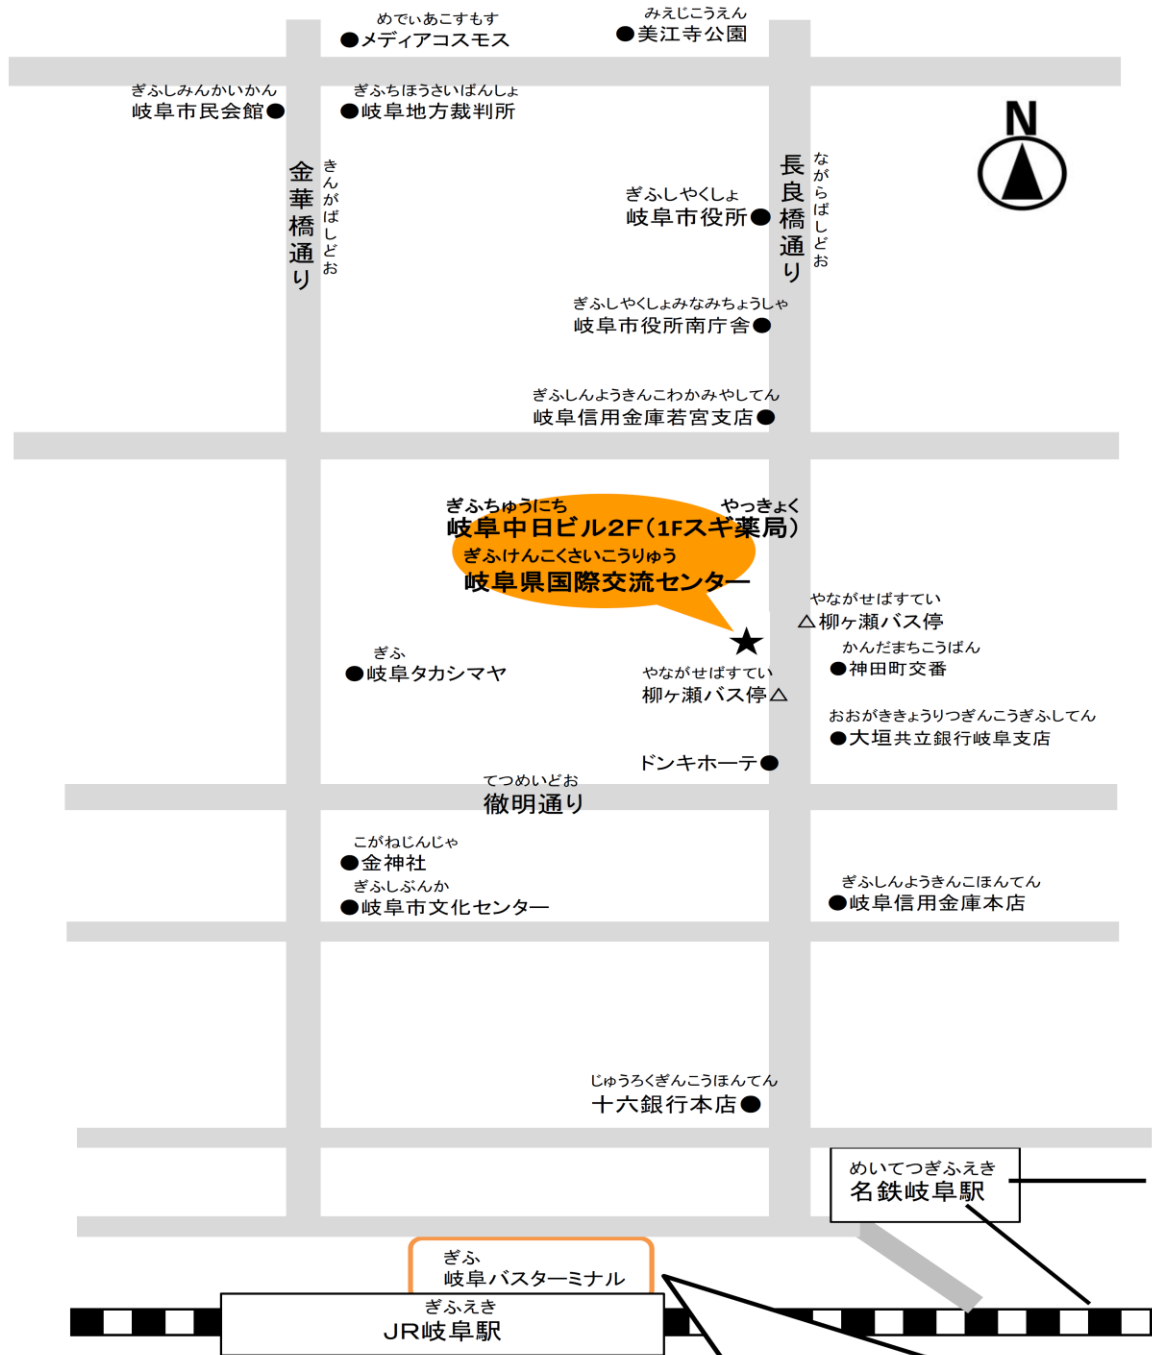 めでぃあこすもす
●メディアコスモス
みえじこうえん
●美江寺公園
ぎふしみんかいかん
岐阜市民会館●
ぎふちほうさいばんしょ
●岐阜地方裁判所
N
金華橋通り
きんがばしどお
長良橋通り
ながらばしどお
ぎふしやくしょ
岐阜市役所●
ぎふしやくしょみなみちょうしゃ
岐阜市役所南庁舎●
ぎふしんようきんこわかみやしてん
岐阜信用金庫若宮支店●
ぎふちゅうにち やっきょく
岐阜中日ビル2F(1Fスギ薬局)
ぎふけんこくさいこうりゅう
岐阜県国際交流センター
★
やながせばすてい
△柳ヶ瀬バス停
かんだまちこうばん
●神田町交番
ぎふ
●岐阜タカシマヤ
やながせばすてい
柳ヶ瀬バス停△
おおがききょうりつぎんこうぎふしてん
●大垣共立銀行岐阜支店
ドンキホーテ●
てつめいどお
徹明通り
こがねじんじゃ
●金神社
ぎふしぶんか
●岐阜市文化センター
ぎふしんようきんこほんてん
●岐阜信用金庫本店
じゅうろくぎんこうほんてん
十六銀行本店●
めいてつぎふえき
名鉄岐阜駅
ぎふ
岐阜バスターミナル
ぎふえき
JR岐阜駅